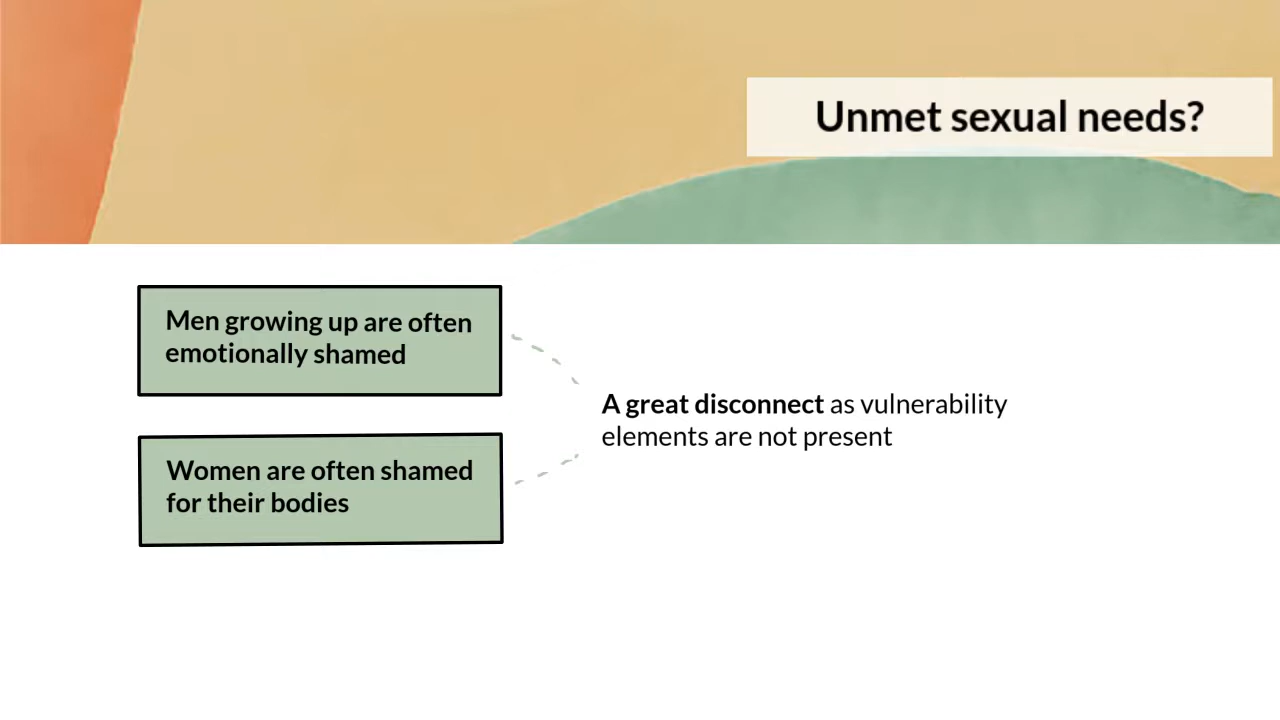 Unmet sexual needs?
Men growing up are often
emotionally shamed
Women are often shamed
for their bodies
A great disconnect as vulnerability
elements are not present